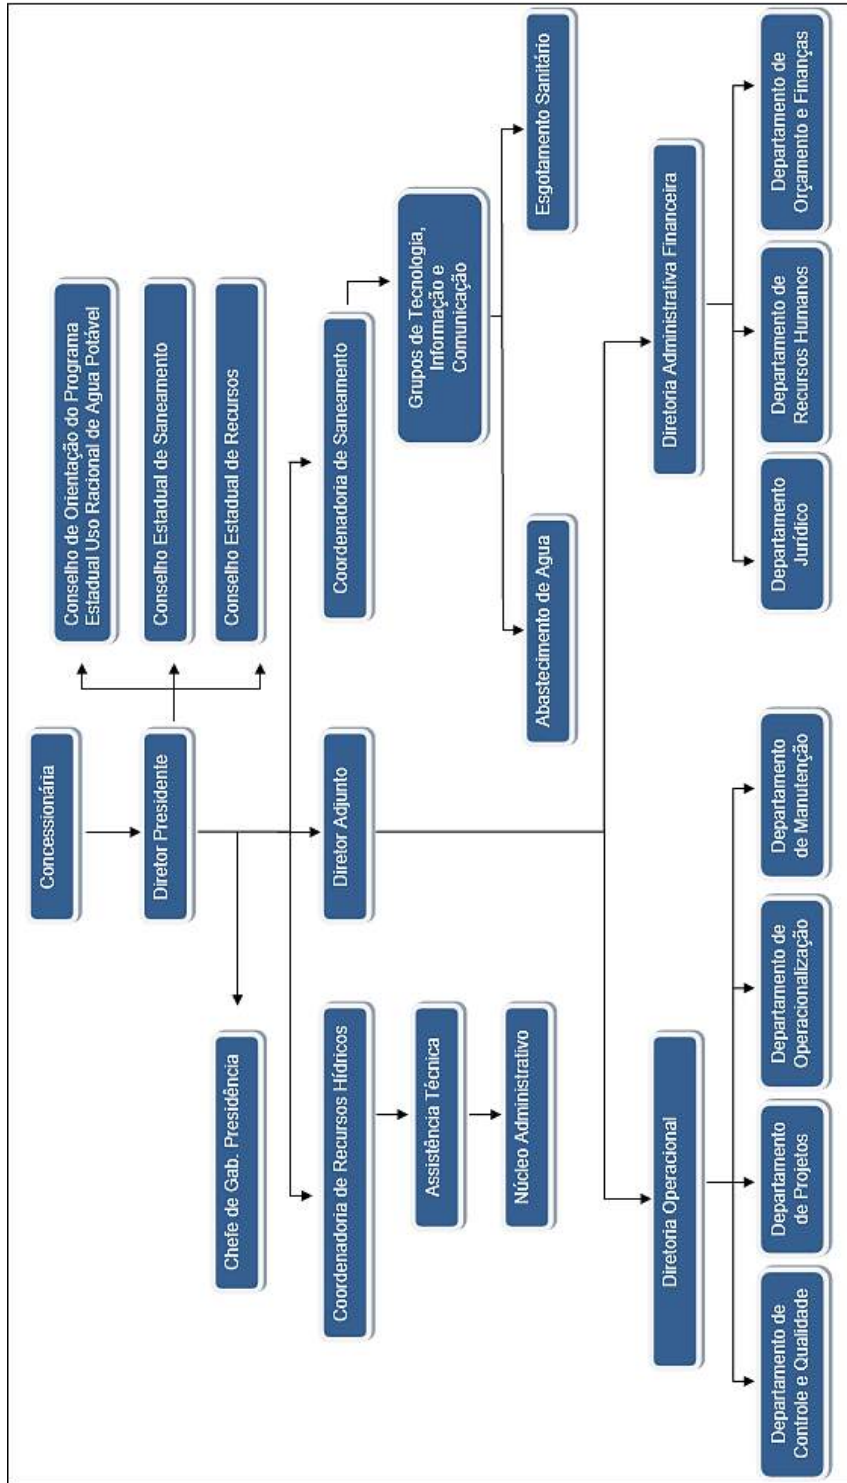 Concessionária
Diretor Presidente
Conselho de Orientação do Programa
Estadual Uso Racional de Agua Potável
Conselho Estadual de Saneamento
Conselho Estadual de Recursos
Chefe de Gab. Presidência
Coordenadoria de Recursos Hídricos
Diretor Adjunto
Coordenadoria de Saneamento
Assistência Técnica
Grupos de Tecnologia,
Informação e
Comunicação
Núcleo Administrativo
Abastecimento de Agua
Esgotamento Sanitário
Diretoria Operacional
Diretoria Administrativa Financeira
Departamento de
Controle e Qualidade
Departamento
de Projetos
Departamento de
Operacionalização
Departamento
de Manutenção
Departamento
Jurídico
Departamento de
Recursos Humanos
Departamento de
Orçamento e Finanças